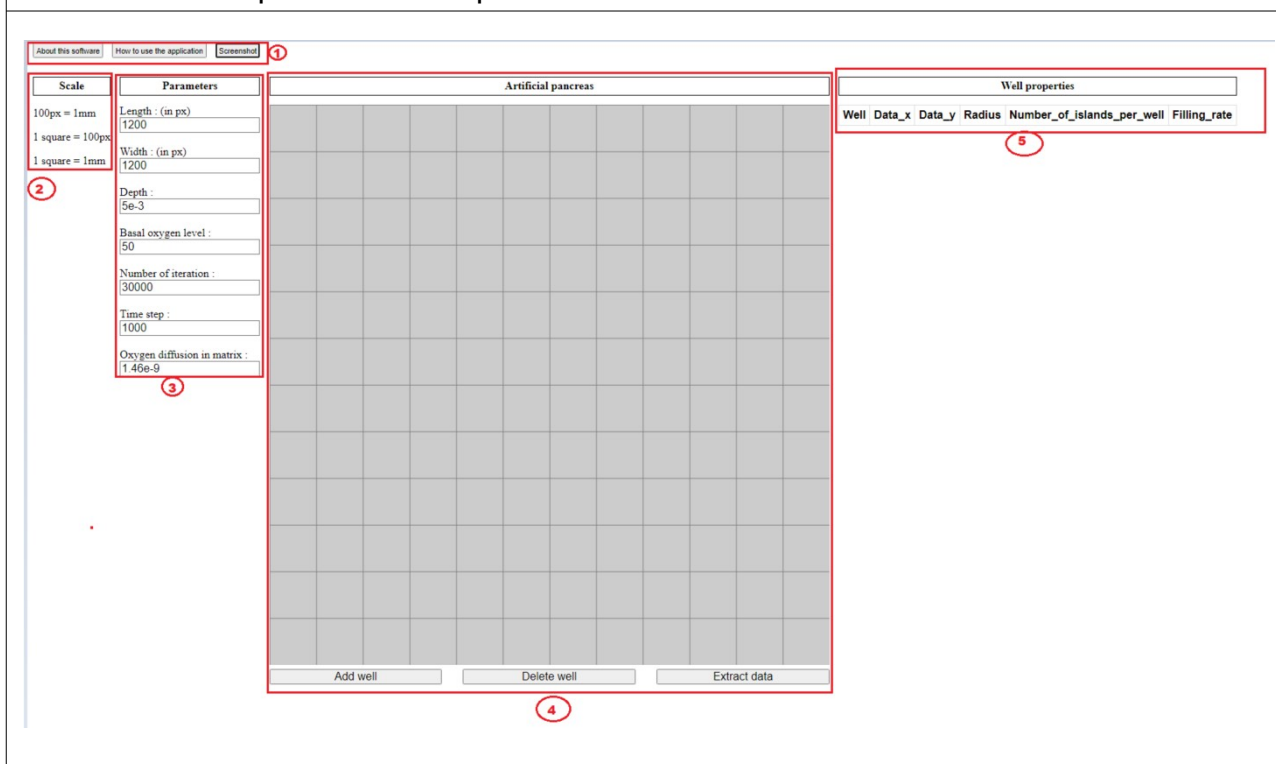 About this software How to use the application Screenshot 1
Scale
100px = 1mm
1 square = 100px
1 square = 1mm
2
Parameters
Length : (in px)
1200
Width : (in px)
1200
Depth :
5e-3
Basal oxygen level :
50
Number of iteration :
30000
Time step :
1000
Oxygen diffusion in matrix :
1.46e-9
3
Artificial pancreas
Add well Delete well Extract data
4
Well properties
Well Data_x Data_y Radius Number_of_islands_per_well Filling_rate
5